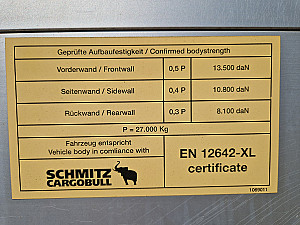 Geprüfte Aufbaufestigkeit / Confirmed bodystrength
Vorderwand / Frontwall 0,5 P 13.500 daN
Seitenwand / Sidewall 0,4 P 10.800 daN
Rückwand / Rearwall 0,3 P 8.100 daN
P = 27.000 Kg
Fahrzeug entspricht
Vehicle body in comliance with
EN 12642-XL
certificate
SCHMITZ
CARGOBULL
1069011